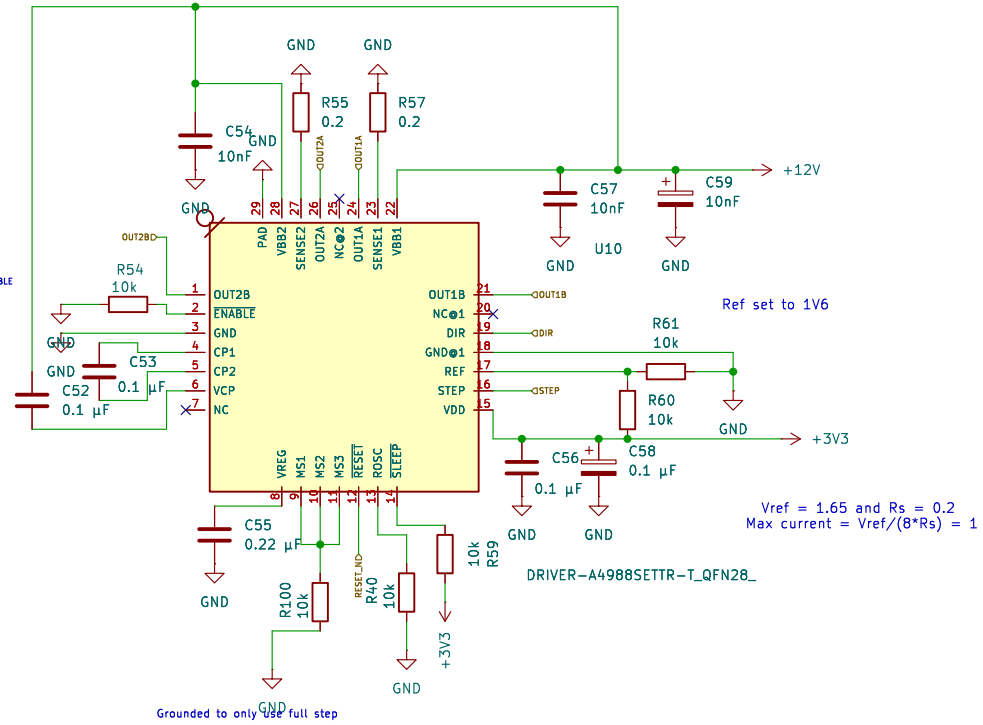 GND
GND
R55
0.2
R57
0.2
C54
10nF
GND
OUT2A
OUT1A
+12V
C57
10nF
C59
10nF
GND
29
28
27
26
25
24
23
22
PAD
VBB2
SENSE2
OUT2A
NC@2
OUT1A
SENSE1
VBB1
U10
GND
GND
OUT2B
BLE
R54
10k
1
OUT2B
2
ENABLE
3
GND
4
CP1
5
CP2
6
VCP
7
NC
OUT1B
21
OUT1B
NC@1
20
DIR
19
DIR
GND@1
18
REF
17
STEP
16
STEP
VDD
15
Ref set to 1V6
R61
10k
GND
GND
C53
0.1 µF
C52
0.1 µF
R60
10k
GND
+3V3
VREG
MS1
MS2
MS3
RESET
ROSC
SLEEP
8
9
10
11
12
13
14
C56
0.1 µF
C58
0.1 µF
GND
GND
Vref = 1.65 and Rs = 0.2
Max current = Vref/(8*Rs) = 1
C55
0.22 µF
GND
R100
10k
RESET_N
R40
10k
10k
R59
+3V3
GND
DRIVER-A4988SETTR-T_QFN28_
GND
Grounded to only use full step